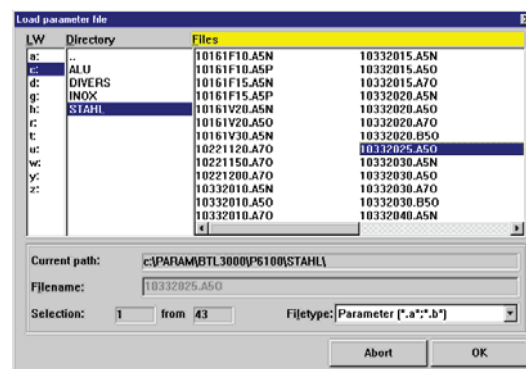 Load parameter file
LW Directory Files
a: .. 10161F10.A5N 10332015.A5N
c: ALU 10161F10.A5P 10332015.A5O
d: DIVERS 10161F15.A5N 10332015.A7O
g: INOX 10161F15.A5P 10332020.A5N
h: STAHL 10161V20.A5N 10332020.A5O
r: 10161V20.A5O 10332020.A7O
t: 10161V30.A5N 10332020.B5O
u: 10221120.A7O 10332025.A5O
w: 10221150.A7O 10332030.A5N
y: 10221200.A7O 10332030.A5O
z: 10332010.A5N 10332030.A7O
10332010.A5O 10332030.B5O
10332010.A7O 10332040.A5N
Current path: c:\PARAM\BTL3000\P6100\STAHL\
Filename: 10332025.A5O
Selection: 1 from 43 Filetype: Parameter (*.a*;*.b*)
Abort OK